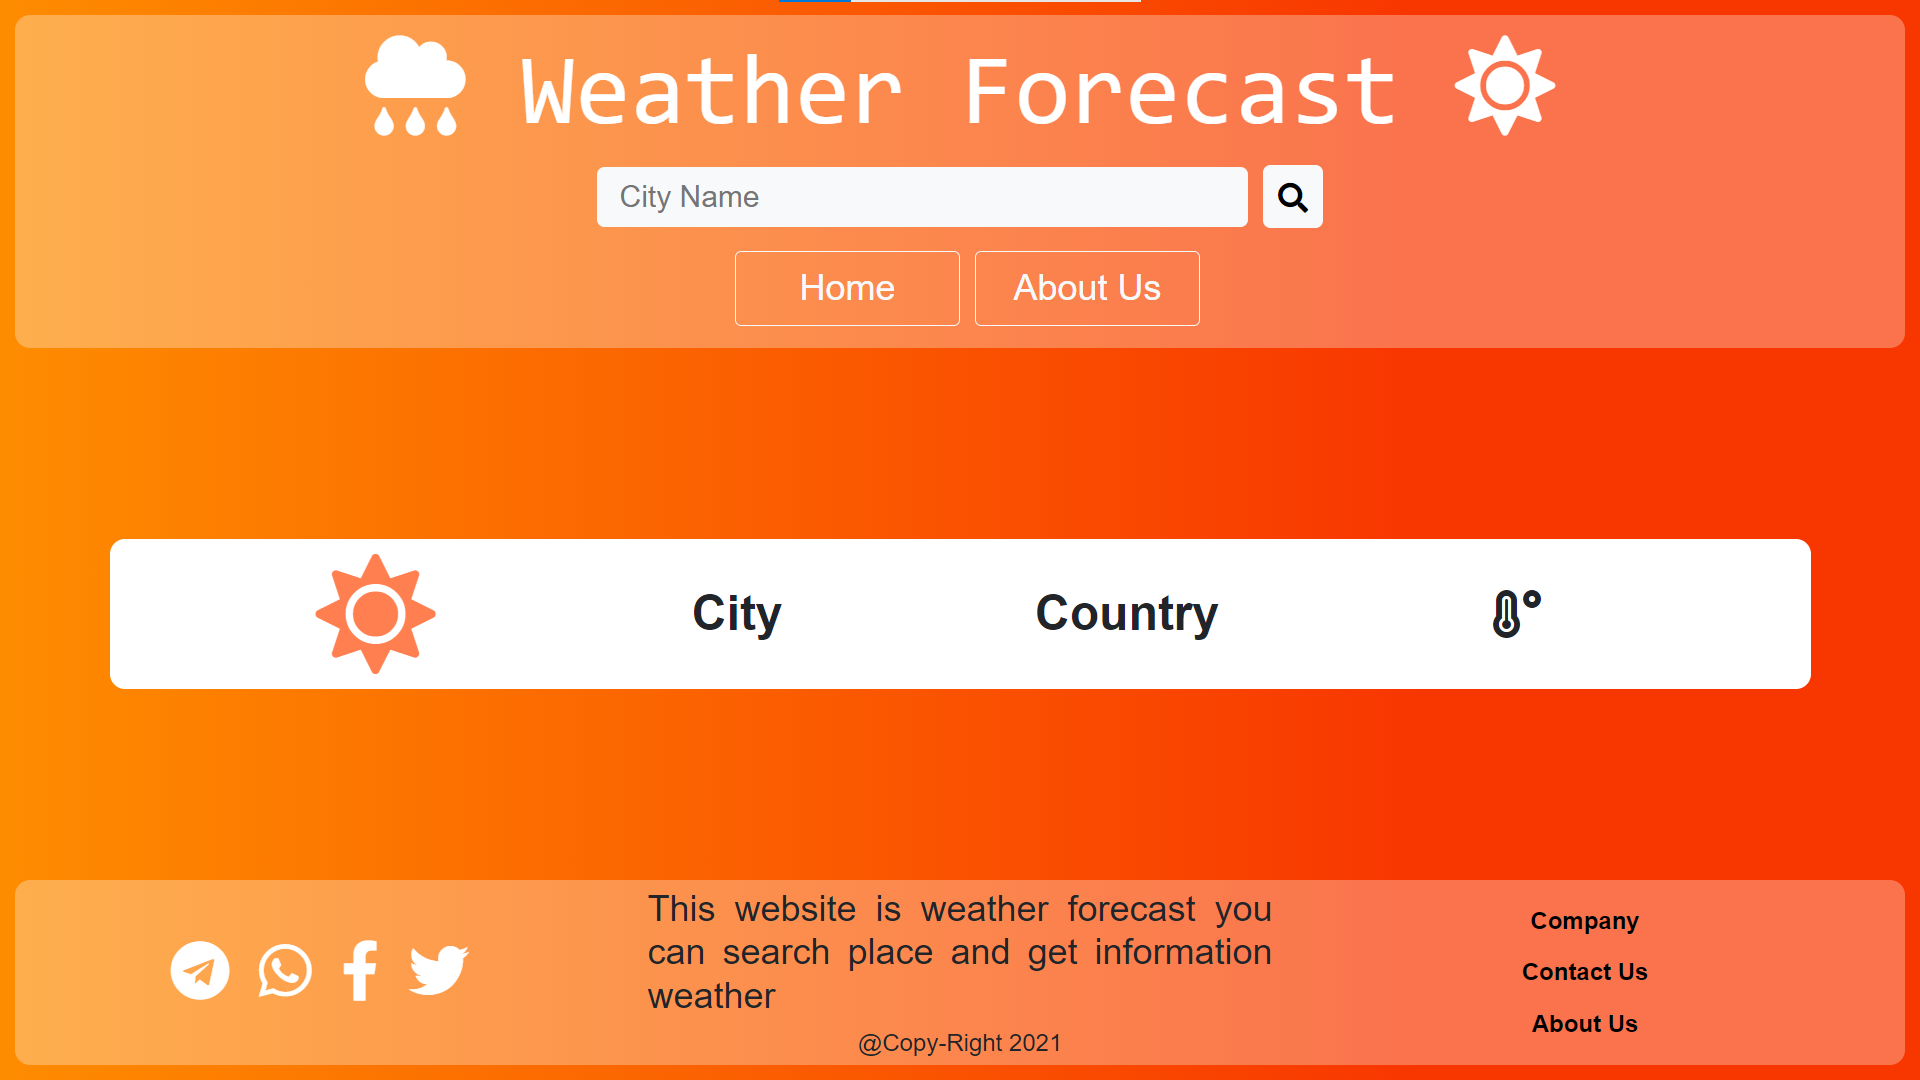 Weather Forecast
City Name
Home
About Us
City
Country
This website is weather forecast you
can search place and get information
weather
@Copy-Right 2021
Company
Contact Us
About Us